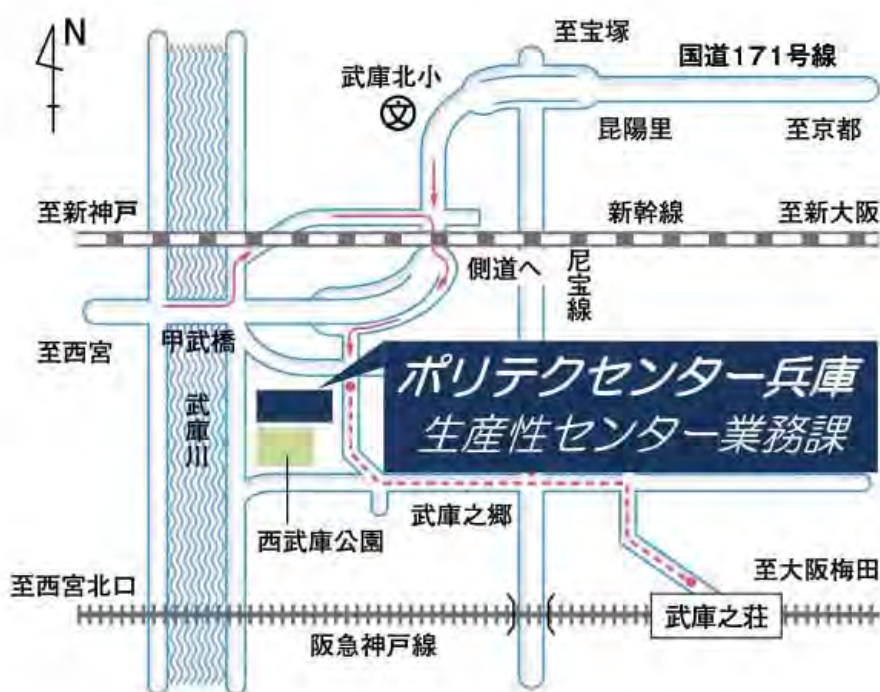 N
至宝塚
国道171号線
武庫北小
文
昆陽里
至京都
至新神戸
新幹線
至新大阪
側道へ
尼宝線
至西宮
甲武橋
武庫川
ポリテクセンター兵庫
生産性センター業務課
武庫之郷
西武庫公園
至西宮北口
至大阪梅田
武庫之荘
阪急神戸線